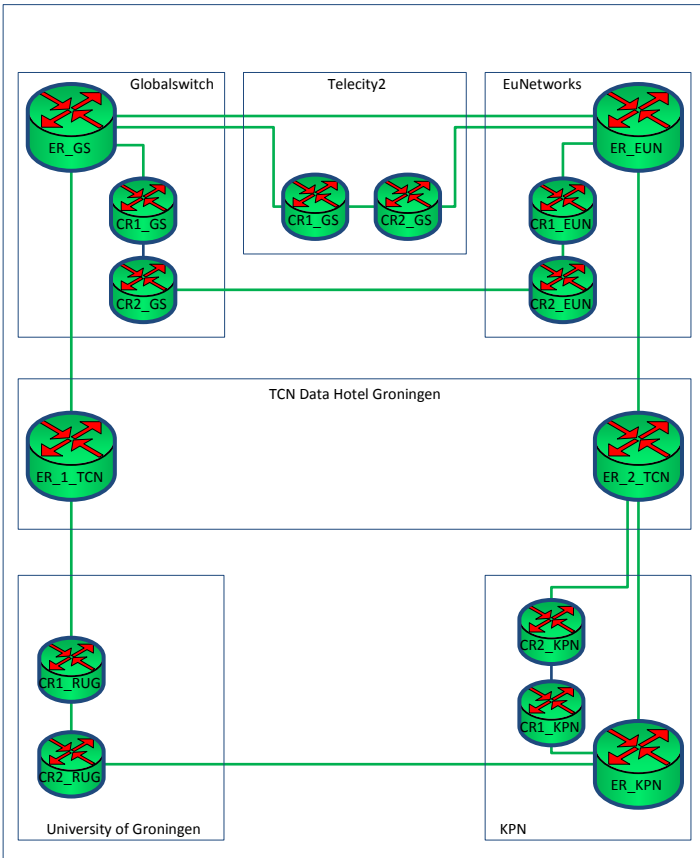 Globalswitch
Telecity2
EuNetworks
ER_GS
ER_EUN
CR1_GS
CR1_GS
CR2_GS
CR1_EUN
CR2_GS
CR2_EUN
TCN Data Hotel Groningen
ER_1_TCN
ER_2_TCN
CR2_KPN
CR1_RUG
CR1_KPN
CR2_RUG
ER_KPN
University of Groningen
KPN